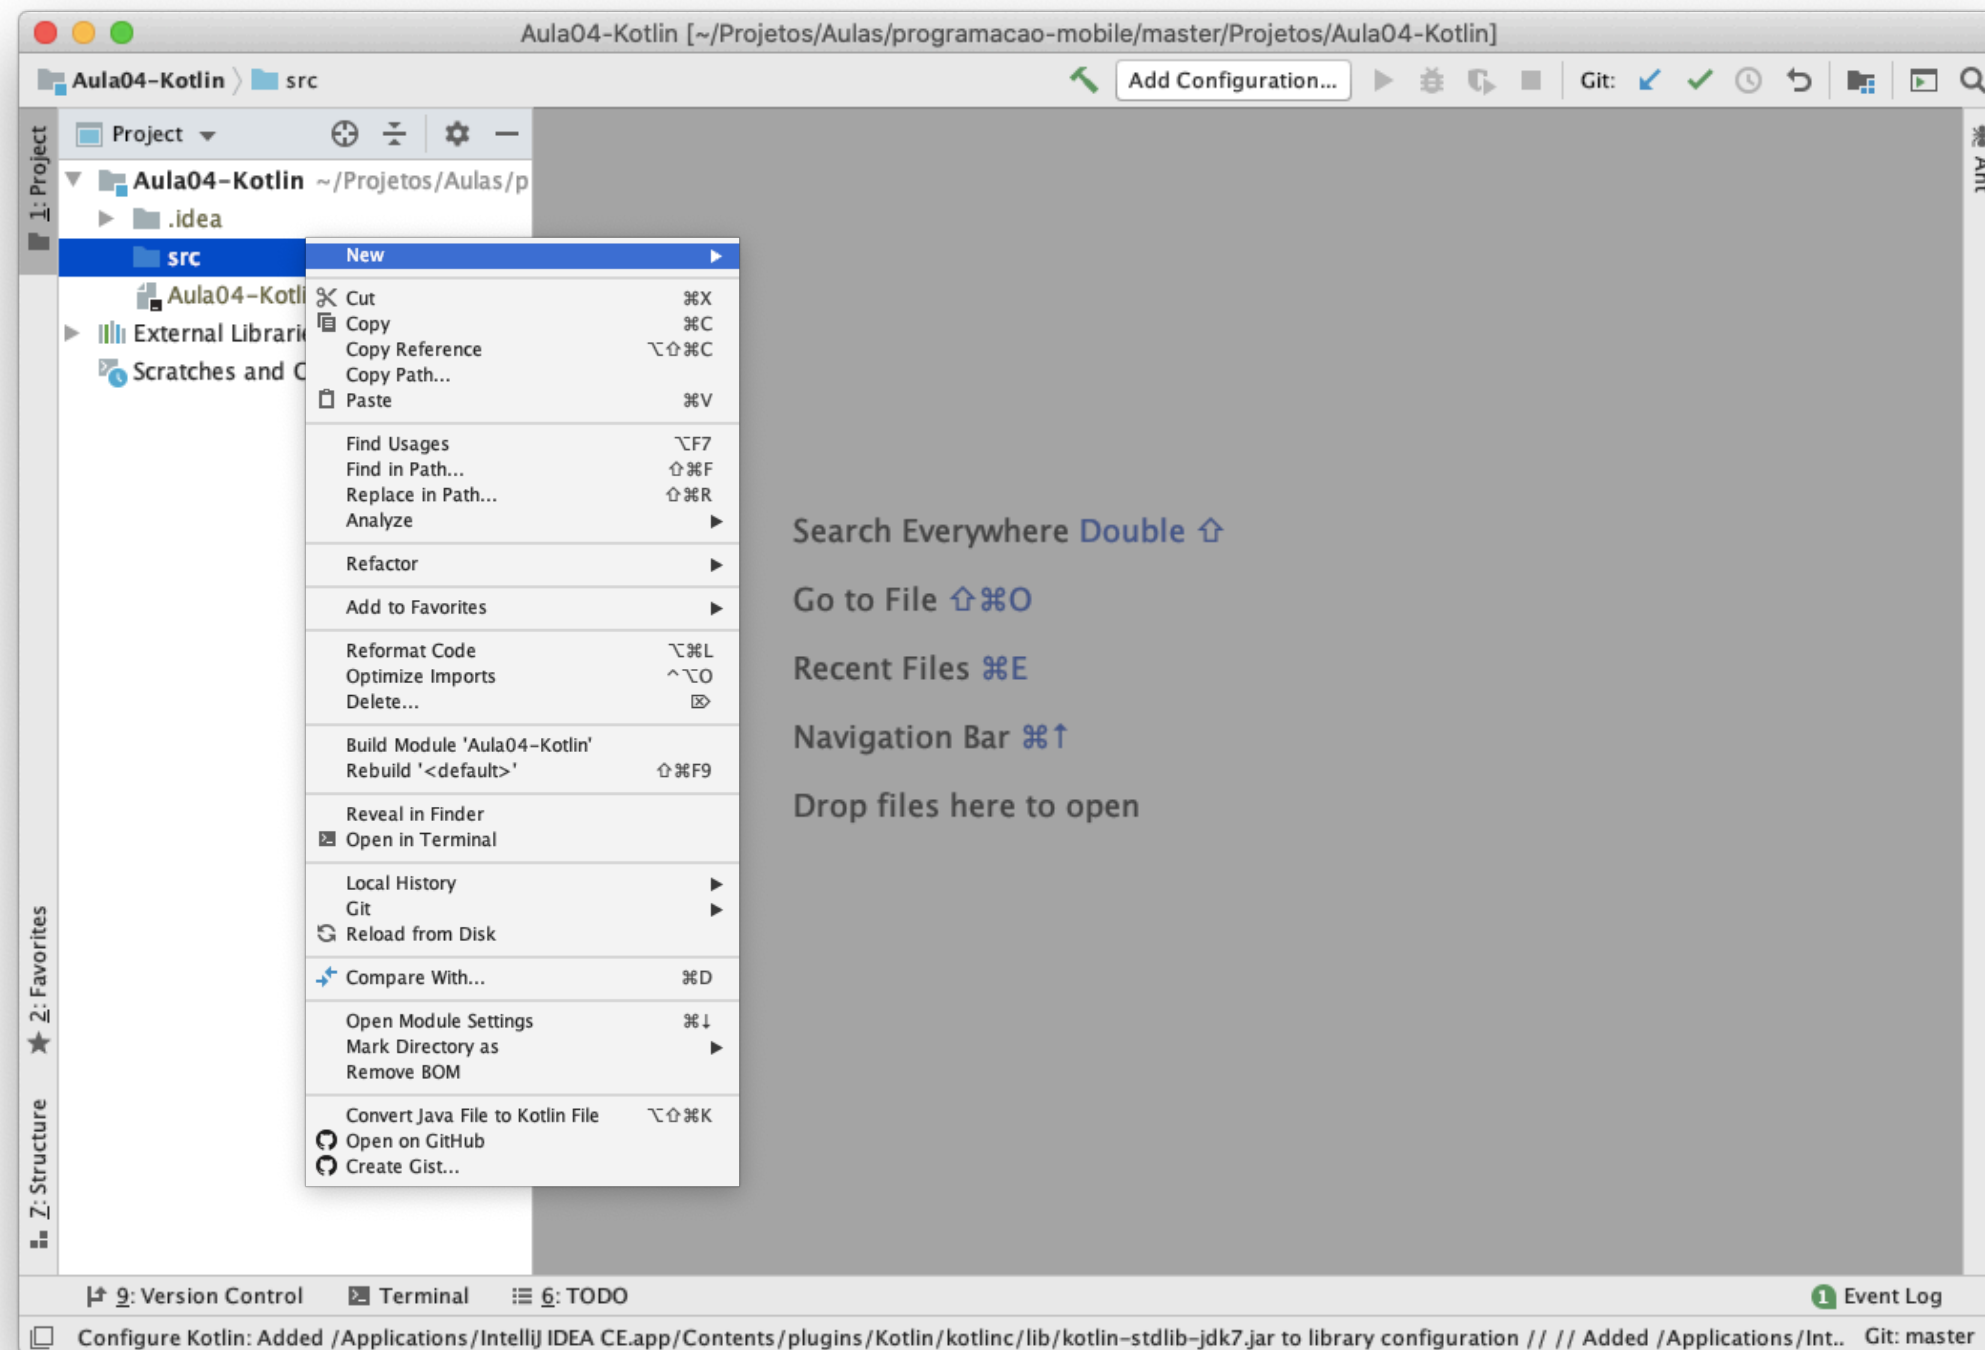 Aula04-Kotlin [~/Projetos/Aulas/programacao-mobile/master/Projetos/Aula04-Kotlin]
Aula04-Kotlin
src
Add Configuration...
Git:
1: Project
Project
Ant
Aula04-Kotlin ~/Projetos/Aulas/p
.idea
src
Aula04-Kotli
External Librarie
Scratches and C
New
Cut ⌘X
Copy ⌘C
Copy Reference ⌥⇧⌘C
Copy Path...
Paste ⌘V
Find Usages ⌥F7
Find in Path... ⇧⌘F
Replace in Path... ⇧⌘R
Analyze
Refactor
Add to Favorites
Reformat Code ⌥⌘L
Optimize Imports ^⌥O
Delete... ⌦
Build Module 'Aula04-Kotlin'
Rebuild '<default>' ⇧⌘F9
Reveal in Finder
Open in Terminal
Local History
Git
Reload from Disk
Compare With... ⌘D
Open Module Settings ⌘↓
Mark Directory as
Remove BOM
Convert Java File to Kotlin File ⌥⇧⌘K
Open on GitHub
Create Gist...
Search Everywhere Double ⇧
Go to File ⇧⌘O
Recent Files ⌘E
Navigation Bar ⌘↑
Drop files here to open
2: Favorites
Z: Structure
9: Version Control
Terminal
6: TODO
1 Event Log
Configure Kotlin: Added /Applications/IntelliJ IDEA CE.app/Contents/plugins/Kotlin/kotlinc/lib/kotlin-stdlib-jdk7.jar to library configuration // // Added /Applications/Int..
Git: master